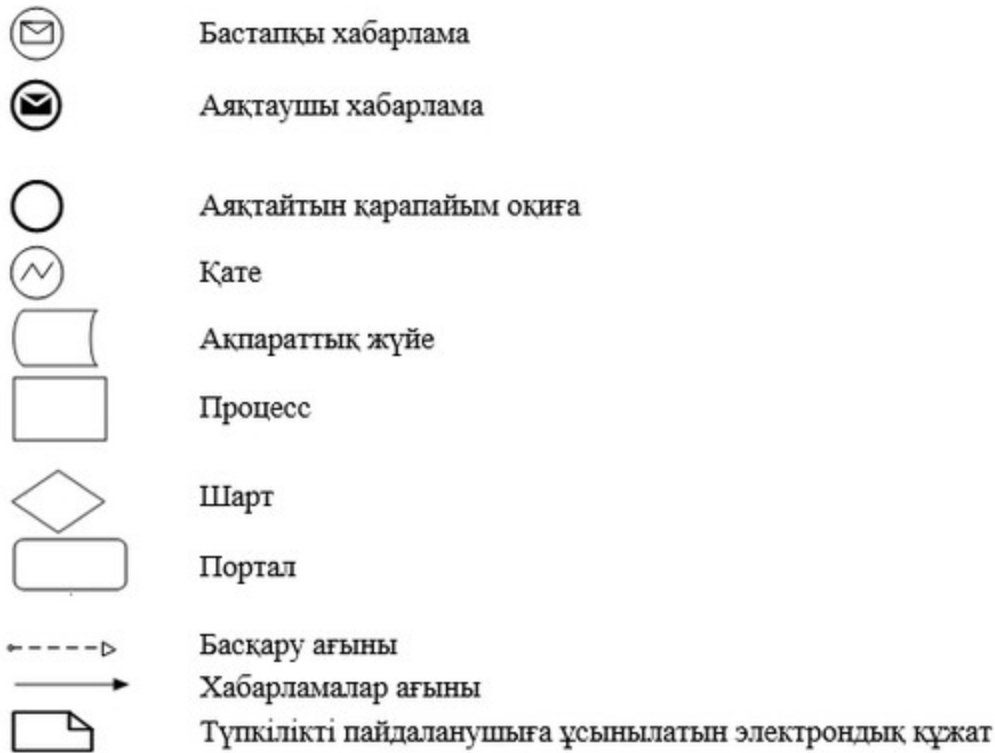 Бастапқы хабарлама
Аяқтаушы хабарлама
Аяқтайтын қарапайым оқиға
Қате
Ақпараттық жүйе
Процесс
Шарт
Портал
Басқару ағыны
Хабарламалар ағыны
Түпкілікті пайдаланушыға ұсынылатын электрондық құжат